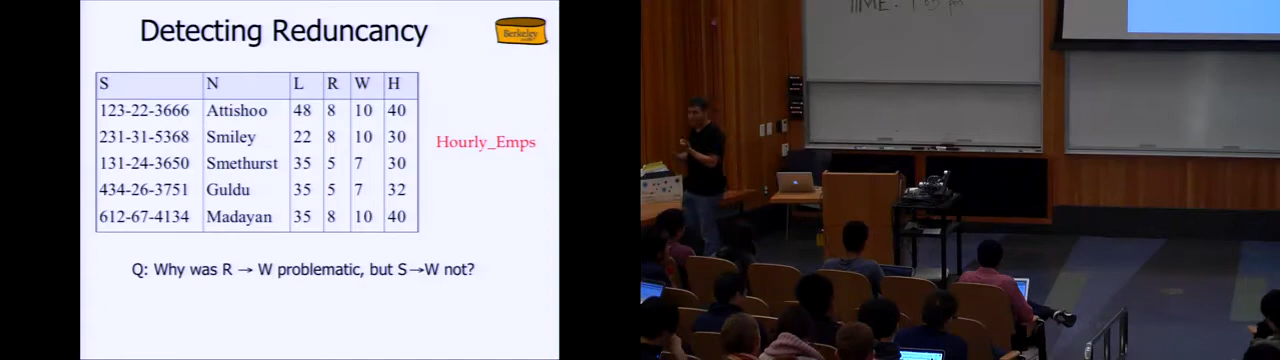 Detecting Reduncancy
Berkeley
S N L R W H
123-22-3666 Attishoo 48 8 10 40
231-31-5368 Smiley 22 8 10 30
131-24-3650 Smethurst 35 5 7 30
434-26-3751 Guldu 35 5 7 32
612-67-4134 Madayan 35 8 10 40
Hourly_Emps
Q: Why was R → W problematic, but S→W not?
TIME: